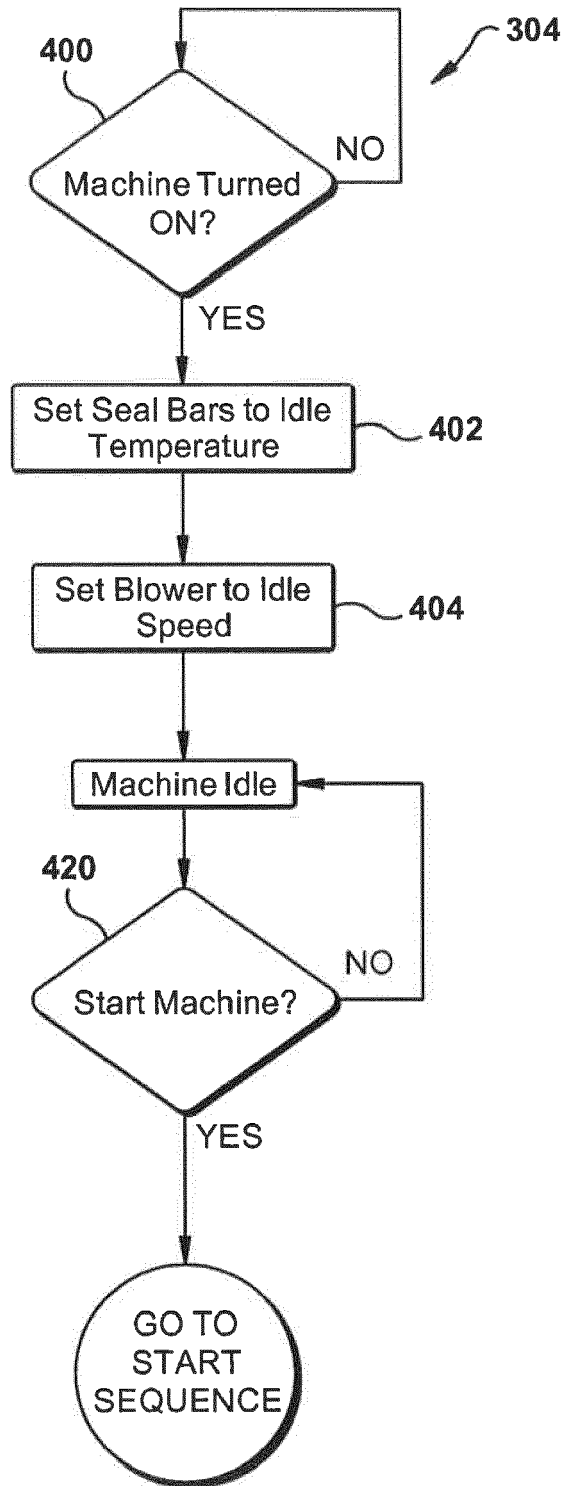 304
400
Machine Turned
ON?
NO
YES
Set Seal Bars to Idle
Temperature
402
Set Blower to Idle
Speed
404
Machine Idle
420
Start Machine?
NO
YES
GO TO
START
SEQUENCE